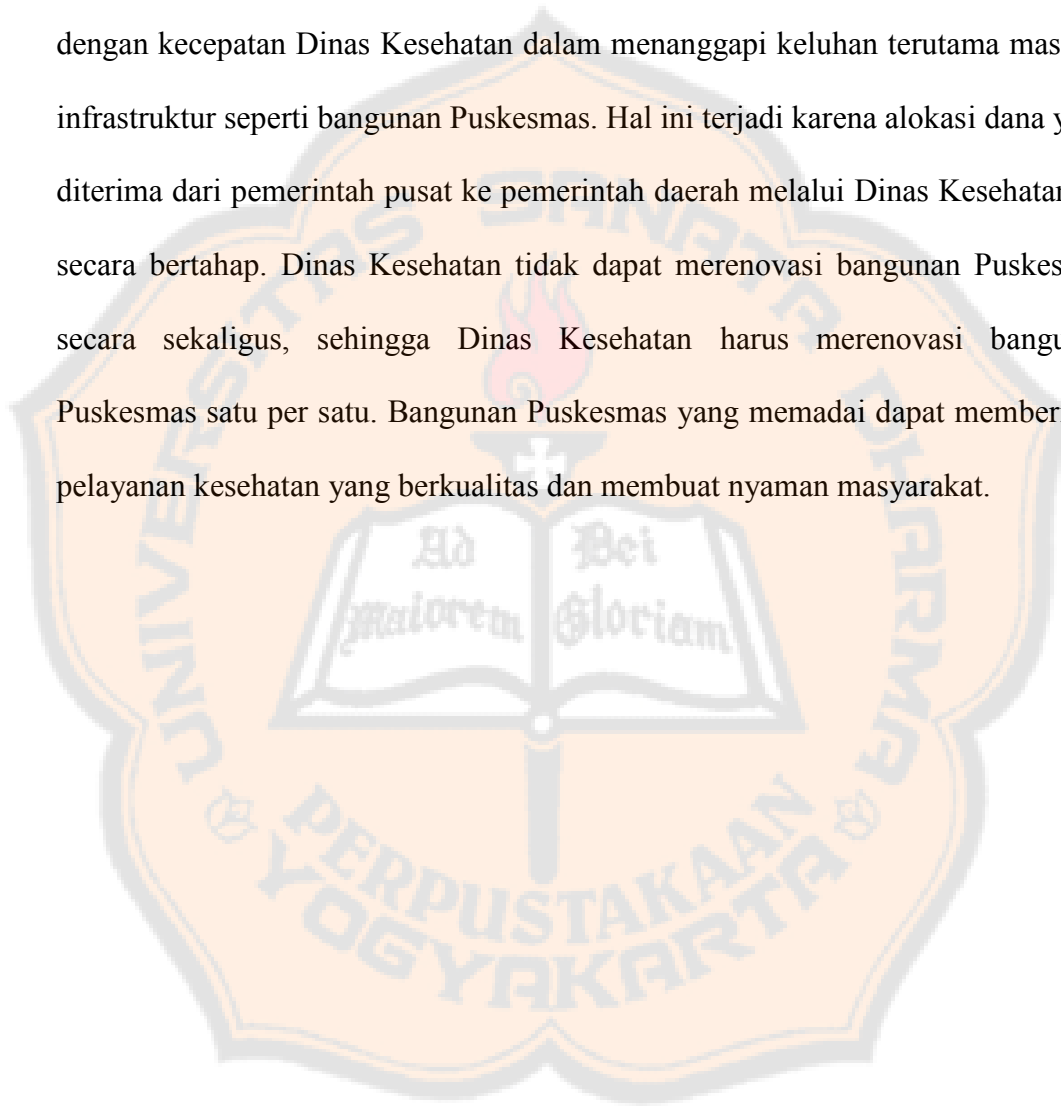 dengan kecepatan Dinas Kesehatan dalam menanggapi keluhan terutama mas
infrastruktur seperti bangunan Puskesmas. Hal ini terjadi karena alokasi dana y
diterima dari pemerintah pusat ke pemerintah daerah melalui Dinas Kesehatan
secara bertahap. Dinas Kesehatan tidak dapat merenovasi bangunan Puskes
secara sekaligus, sehingga Dinas Kesehatan harus merenovasi bangu
Puskesmas satu per satu. Bangunan Puskesmas yang memadai dapat member
pelayanan kesehatan yang berkualitas dan membuat nyaman masyarakat.
UNIVERSITAS SANATA DHARMA
Ad Dei
maiorem Gloriam
PERPUSTAKAAN
YOGYAKARTA